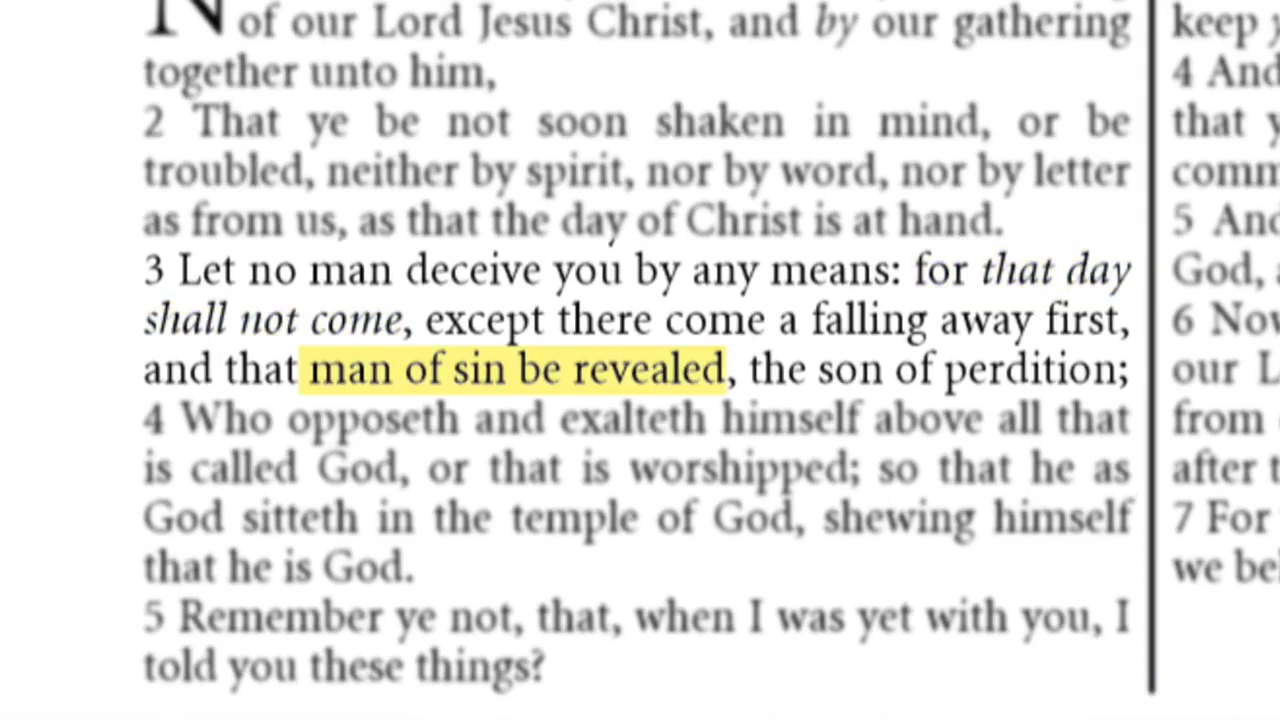 N of our Lord Jesus Christ, and by our gathering
together unto him,
2 That ye be not soon shaken in mind, or be
troubled, neither by spirit, nor by word, nor by letter
as from us, as that the day of Christ is at hand.
3 Let no man deceive you by any means: for that day
shall not come, except there come a falling away first,
and that man of sin be revealed, the son of perdition;
4 Who opposeth and exalteth himself above all that
is called God, or that is worshipped; so that he as
God sitteth in the temple of God, shewing himself
that he is God.
5 Remember ye not, that, when I was yet with you, I
told you these things?
keep
4 And
that
5
God,
6
our
from
after
7 For
we